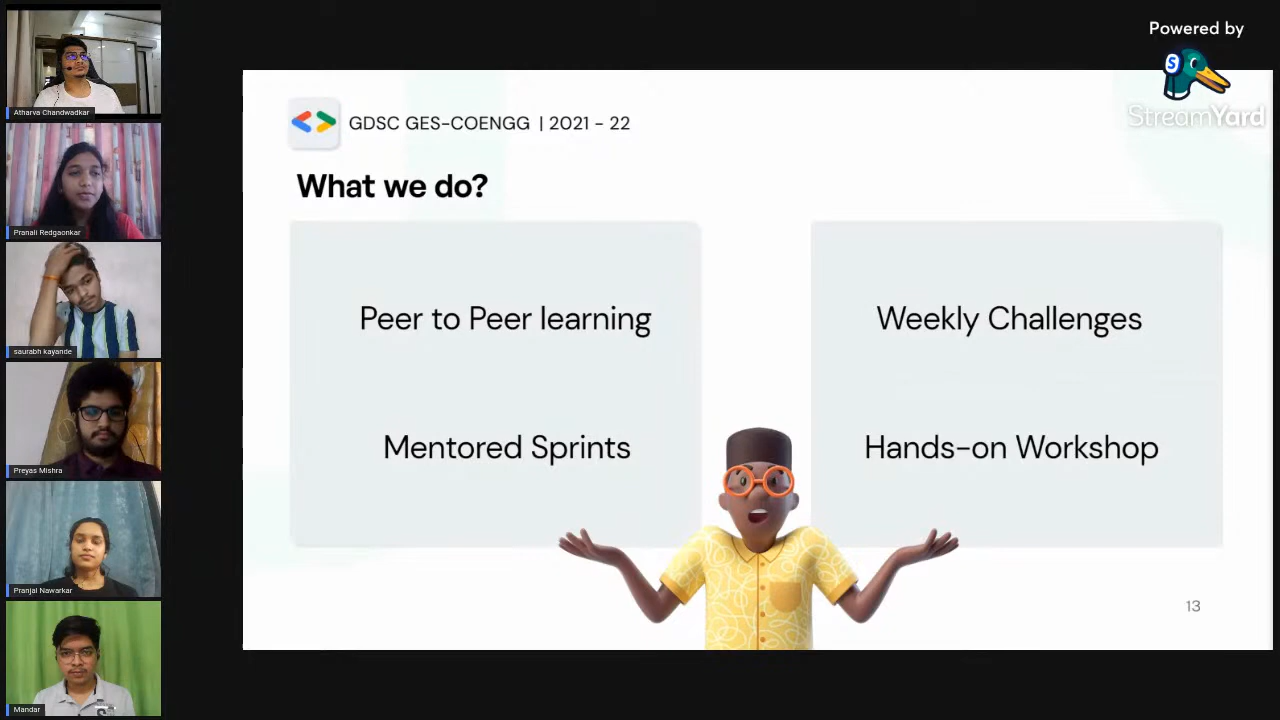 Powered by
StreamYard
GDSC GES-COENGG | 2021 - 22
What we do?
Peer to Peer learning
Weekly Challenges
Mentored Sprints
Hands-on Workshop
13
Atharva Chandwadkar
Pranali Redgaonkar
saurabh kayande
Preyas Mishra
Pranjal Nawarkar
Mandar